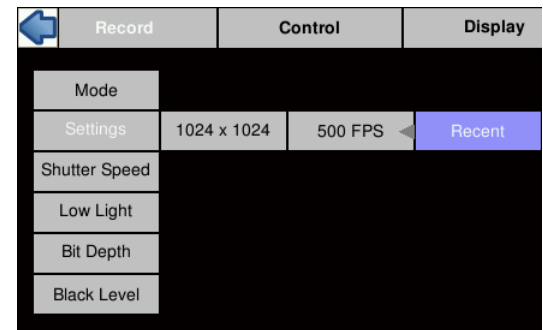 Record Control Display
Mode
Settings 1024 x 1024 500 FPS Recent
Shutter Speed
Low Light
Bit Depth
Black Level